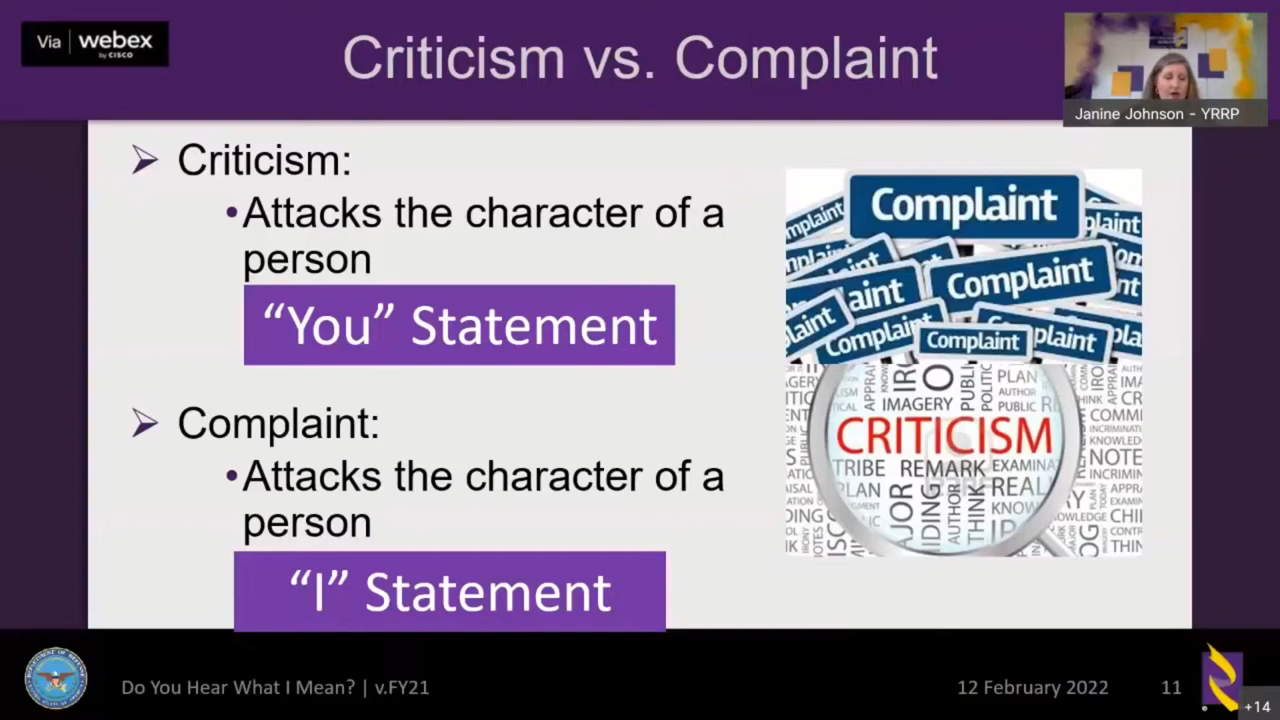 Via webex
by CISCO
Criticism vs. Complaint
Janine Johnson - YRRP
➢ Criticism:
•Attacks the character of a
person
“You” Statement
➢ Complaint:
•Attacks the character of a
person
“I” Statement
Complaint
Complaint
Complaint
Complaint
CRITICISM
IMAGERY
PLAN
AUTHOR
PUBLIC
TRIBE REMARK
REAL
THINK
AUTHOR
Do You Hear What I Mean? | v.FY21
12 February 2022
11
+14